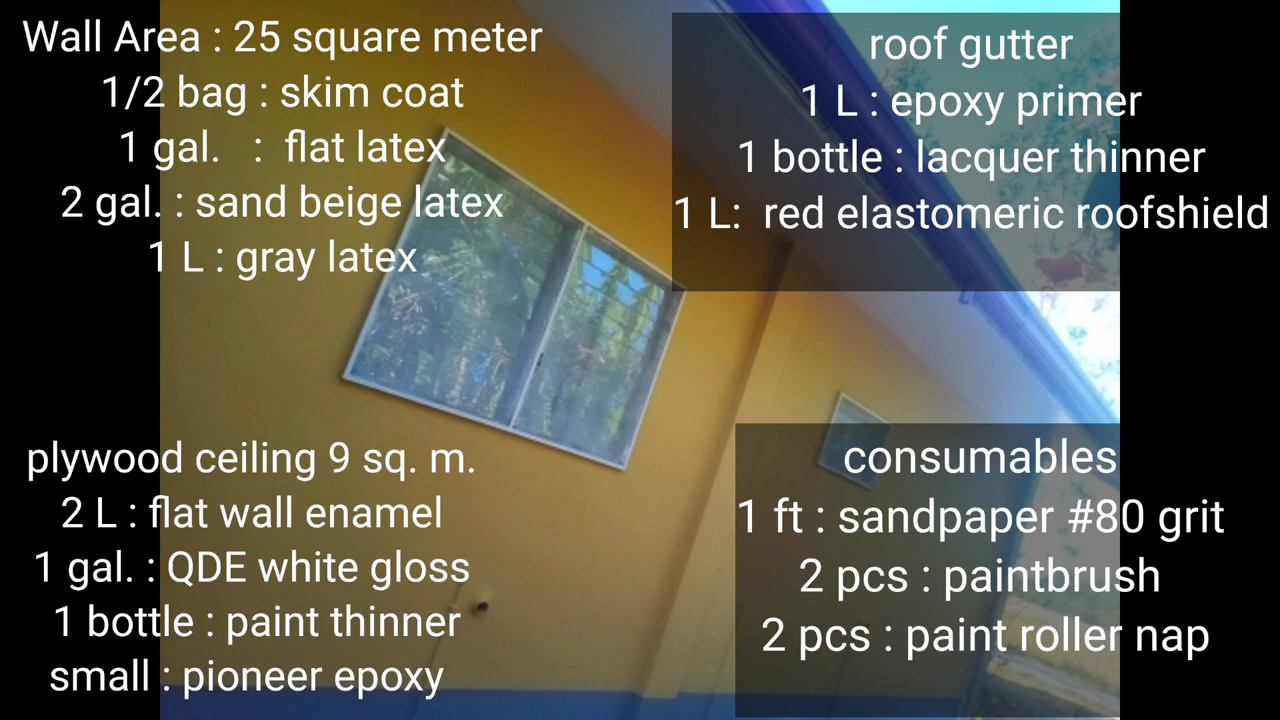 Wall Area : 25 square meter
1/2 bag : skim coat
1 gal. : flat latex
2 gal. : sand beige latex
1 L : gray latex
roof gutter
1 L : epoxy primer
1 bottle : lacquer thinner
1 L: red elastomeric roofshield
plywood ceiling 9 sq. m.
2 L : flat wall enamel
1 gal. : QDE white gloss
1 bottle : paint thinner
small : pioneer epoxy
consumables
1 ft : sandpaper #80 grit
2 pcs : paintbrush
2 pcs : paint roller nap